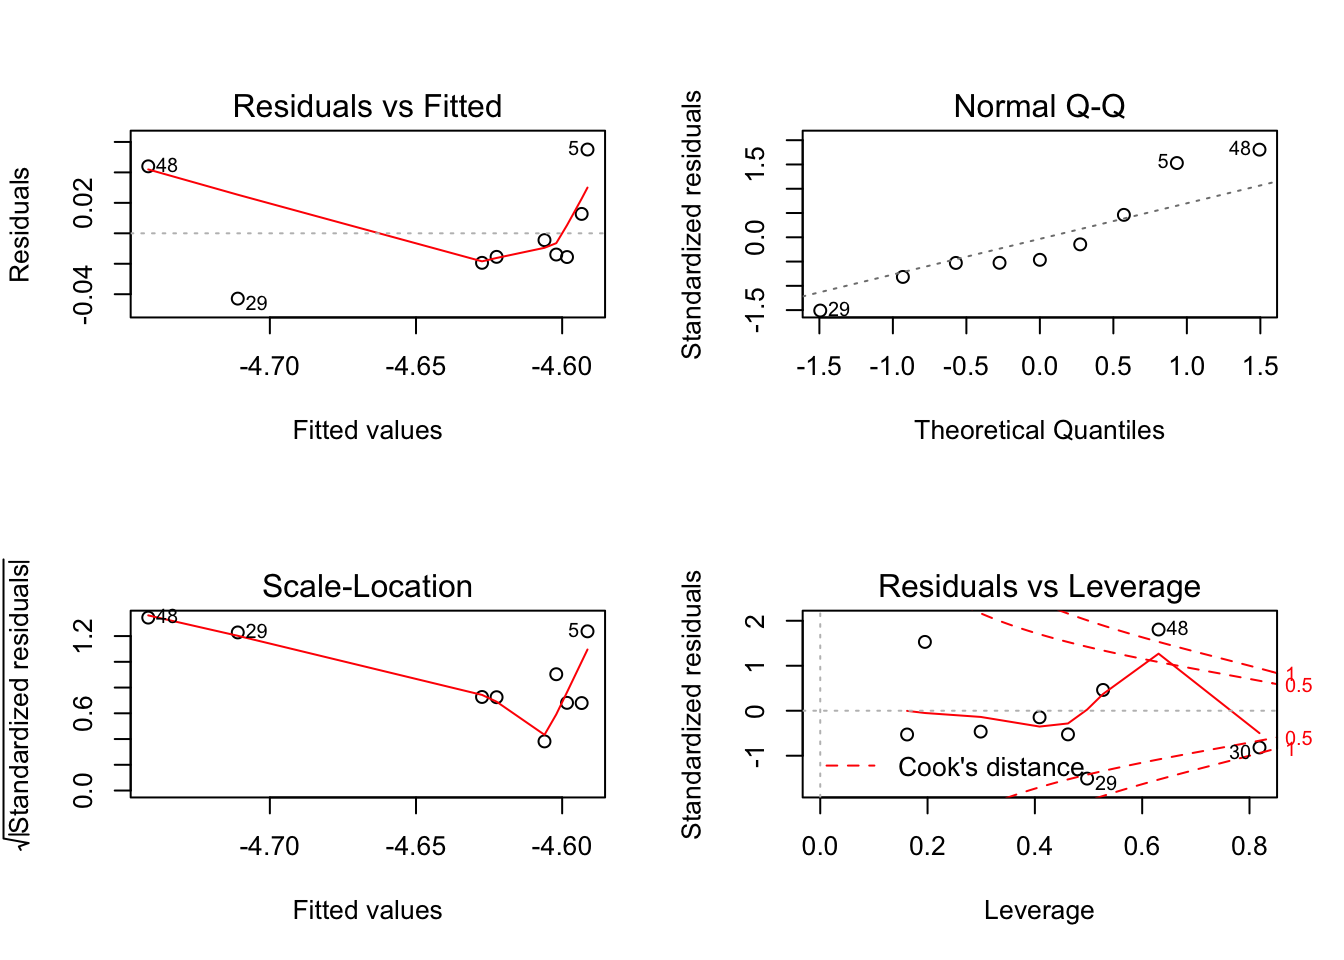 Residuals vs Fitted
Residuals
0.02
-0.04
48
29
5
-4.70 -4.65 -4.60
Fitted values
Normal Q-Q
Standardized residuals
1.5
0.0
-1.5
29
5
48
-1.5 -1.0 -0.5 0.0 0.5 1.0 1.5
Theoretical Quantiles
Scale-Location
√|Standardized residuals|
1.2
0.6
0.0
48
29
5
-4.70 -4.65 -4.60
Fitted values
Residuals vs Leverage
Standardized residuals
2
1
0
-1
48
29
30
1
0.5
0.5
1
Cook's distance
0.0 0.2 0.4 0.6 0.8
Leverage